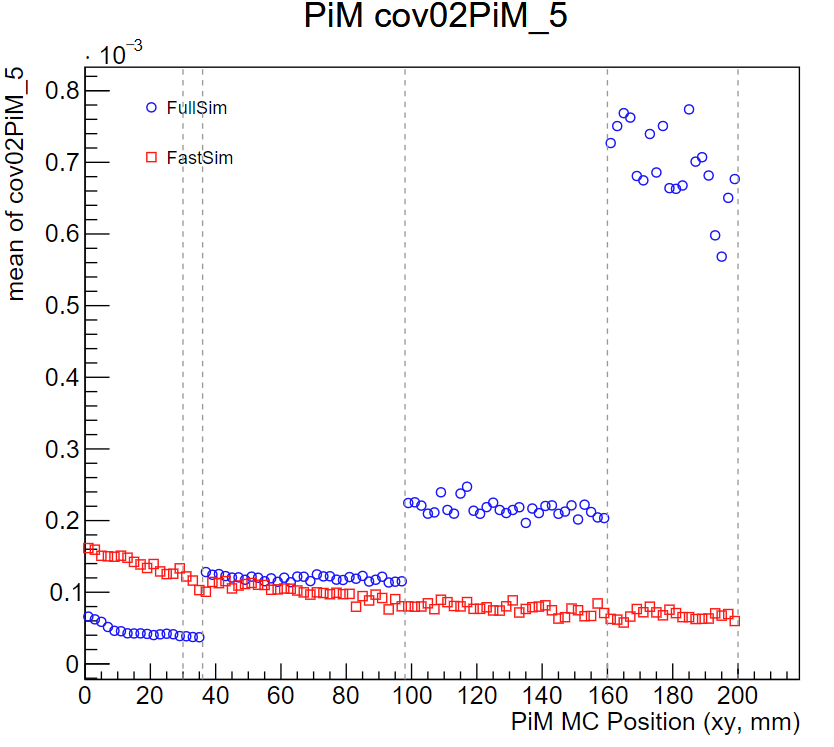 PiM cov02PiM_5
· 10⁻³
mean of cov02PiM_5
FullSim
FastSim
0.8
0.7
0.6
0.5
0.4
0.3
0.2
0.1
0
0 20 40 60 80 100 120 140 160 180 200
PiM MC Position (xy, mm)